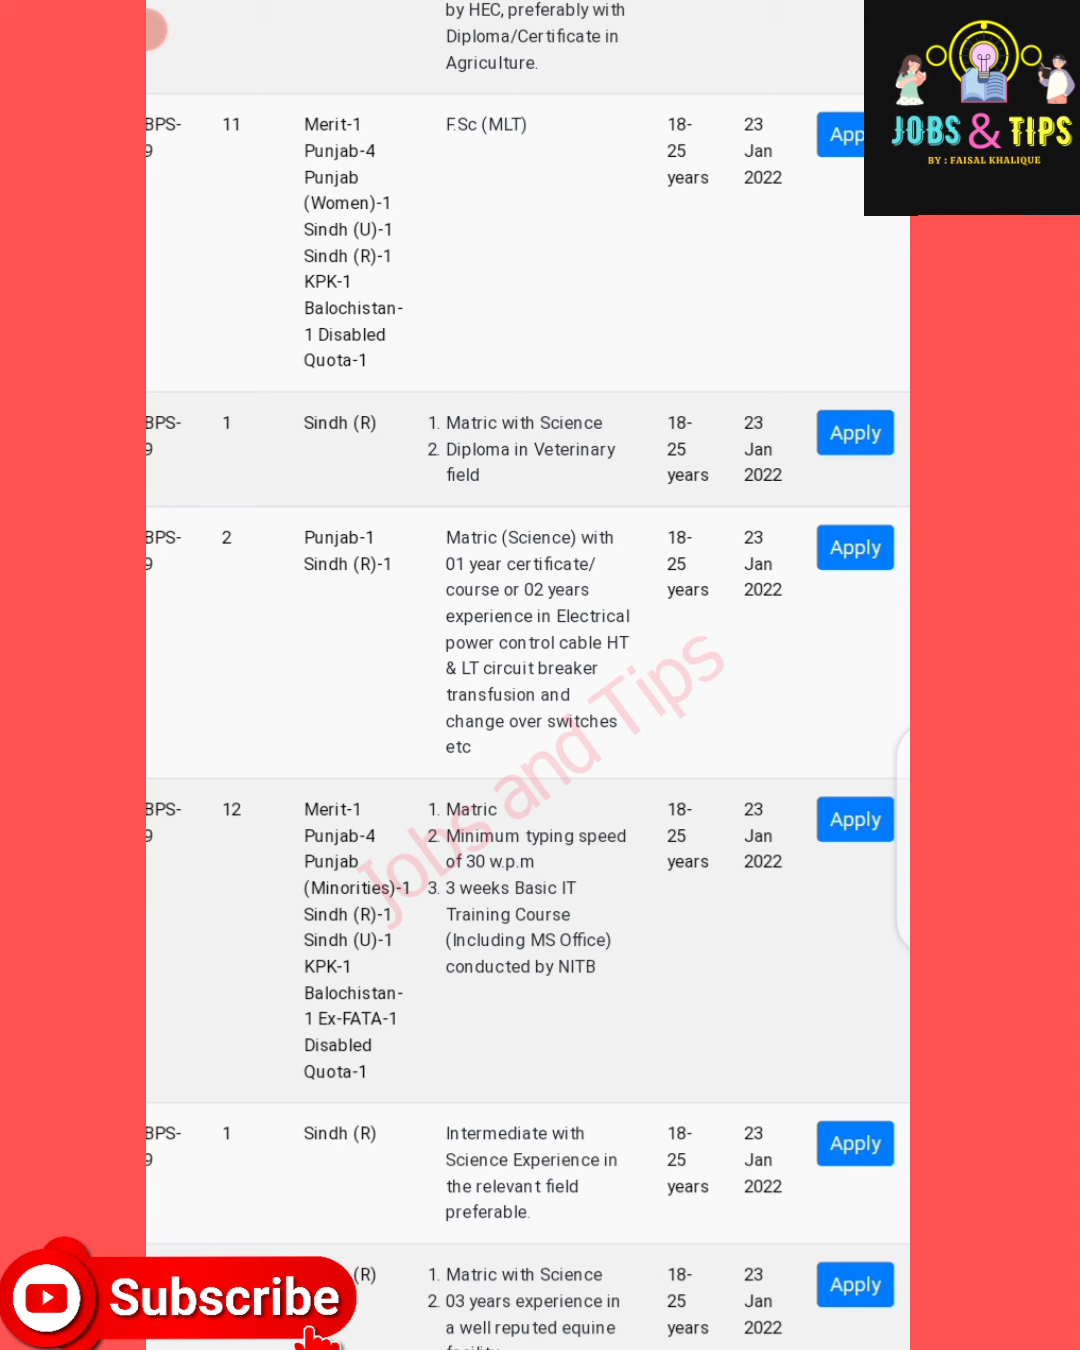 by HEC, preferably with
Diploma/Certificate in
Agriculture.
JOBS & TIPS
BY : FAISAL KHALIQUE
BPS-
9
11
Merit-1
Punjab-4
Punjab
(Women)-1
Sindh (U)-1
Sindh (R)-1
KPK-1
Balochistan-
1 Disabled
Quota-1
F.Sc (MLT)
18-
25
years
23
Jan
2022
App
BPS-
9
1
Sindh (R)
1. Matric with Science
2. Diploma in Veterinary
field
18-
25
years
23
Jan
2022
Apply
BPS-
9
2
Punjab-1
Sindh (R)-1
Matric (Science) with
01 year certificate/
course or 02 years
experience in Electrical
power control cable HT
& LT circuit breaker
transfusion and
change over switches
etc
18-
25
years
23
Jan
2022
Apply
Jobs and Tips
BPS-
9
12
Merit-1
Punjab-4
Punjab
(Minorities)-1
Sindh (R)-1
Sindh (U)-1
KPK-1
Balochistan-
1 Ex-FATA-1
Disabled
Quota-1
1. Matric
2. Minimum typing speed
of 30 w.p.m
3. 3 weeks Basic IT
Training Course
(Including MS Office)
conducted by NITB
18-
25
years
23
Jan
2022
Apply
BPS-
9
1
Sindh (R)
Intermediate with
Science Experience in
the relevant field
preferable.
18-
25
years
23
Jan
2022
Apply
(R)
1. Matric with Science
2. 03 years experience in
a well reputed equine
18-
25
years
23
Jan
2022
Apply
Subscribe